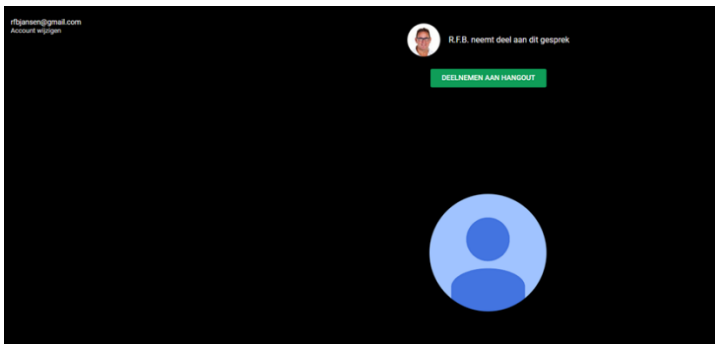 rfbjansen@gmail.com
Account wijzigen
R.F.B. neemt deel aan dit gesprek
DEELNEMEN AAN HANGOUT